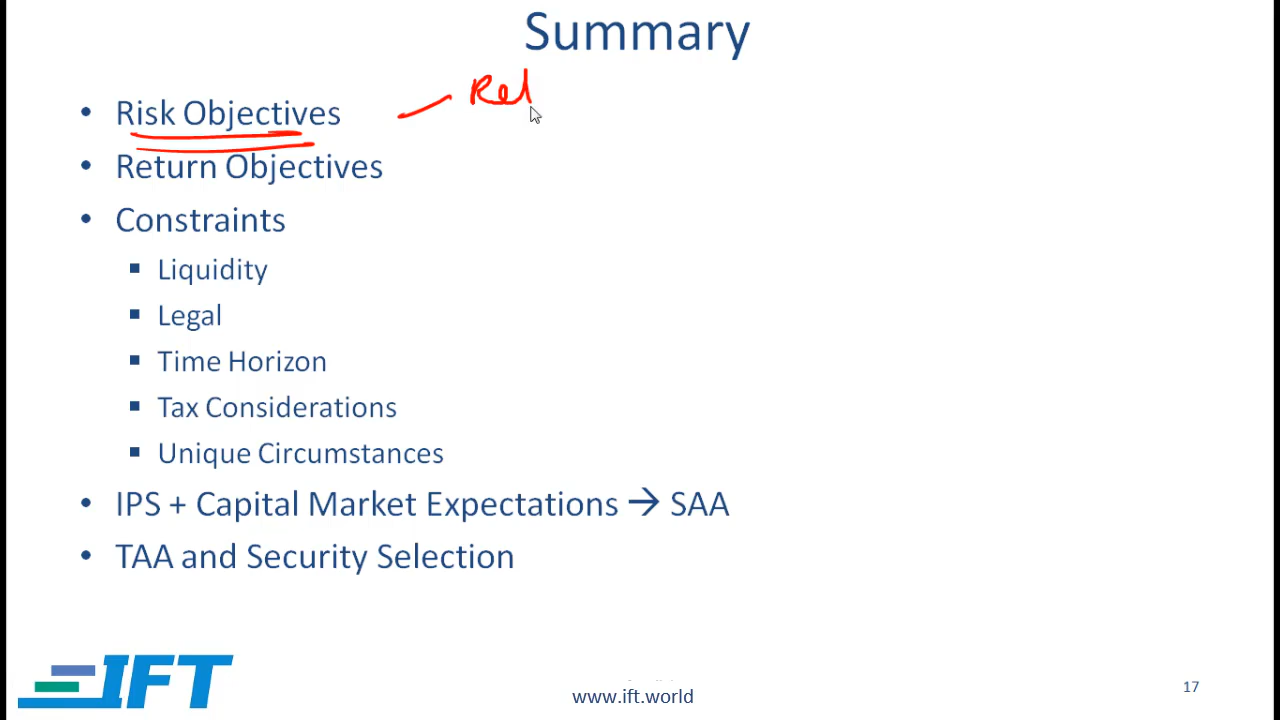 Summary
• Risk Objectives Rel
• Return Objectives
• Constraints
▪ Liquidity
▪ Legal
▪ Time Horizon
▪ Tax Considerations
▪ Unique Circumstances
• IPS + Capital Market Expectations → SAA
• TAA and Security Selection
IFT
www.ift.world
17